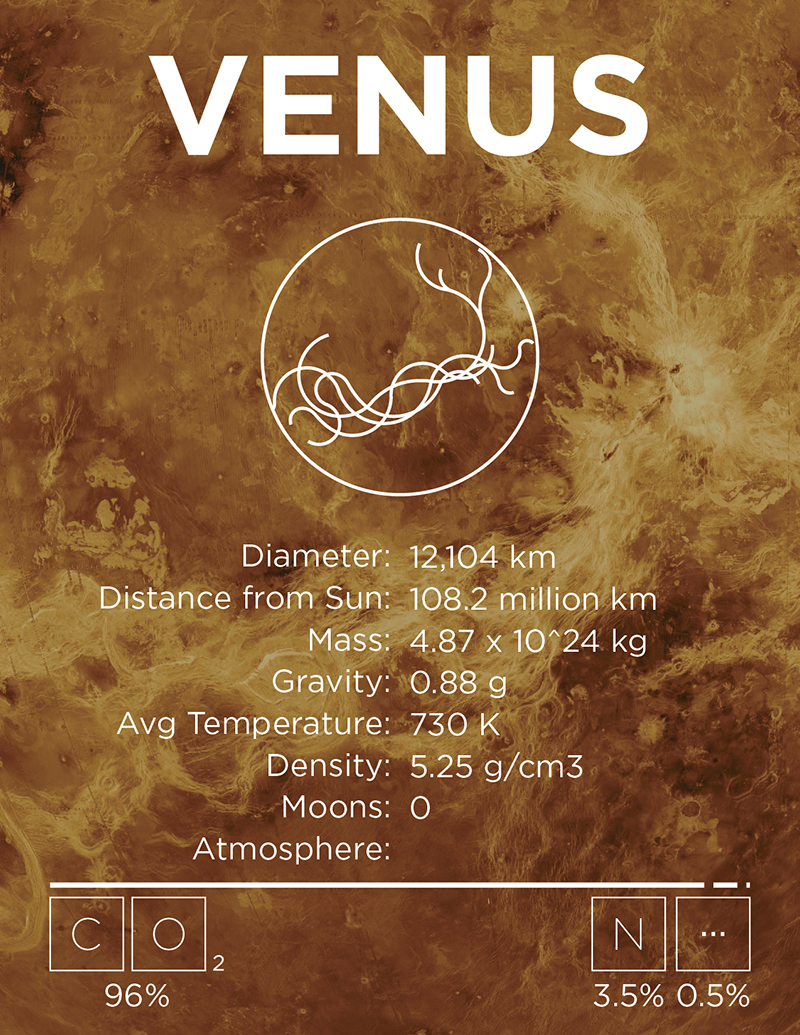 VENUS
Diameter: 12,104 km
Distance from Sun: 108.2 million km
Mass: 4.87 x 10^24 kg
Gravity: 0.88 g
Avg Temperature: 730 K
Density: 5.25 g/cm3
Moons: 0
Atmosphere:
C O 2 N ...
96% 3.5% 0.5%